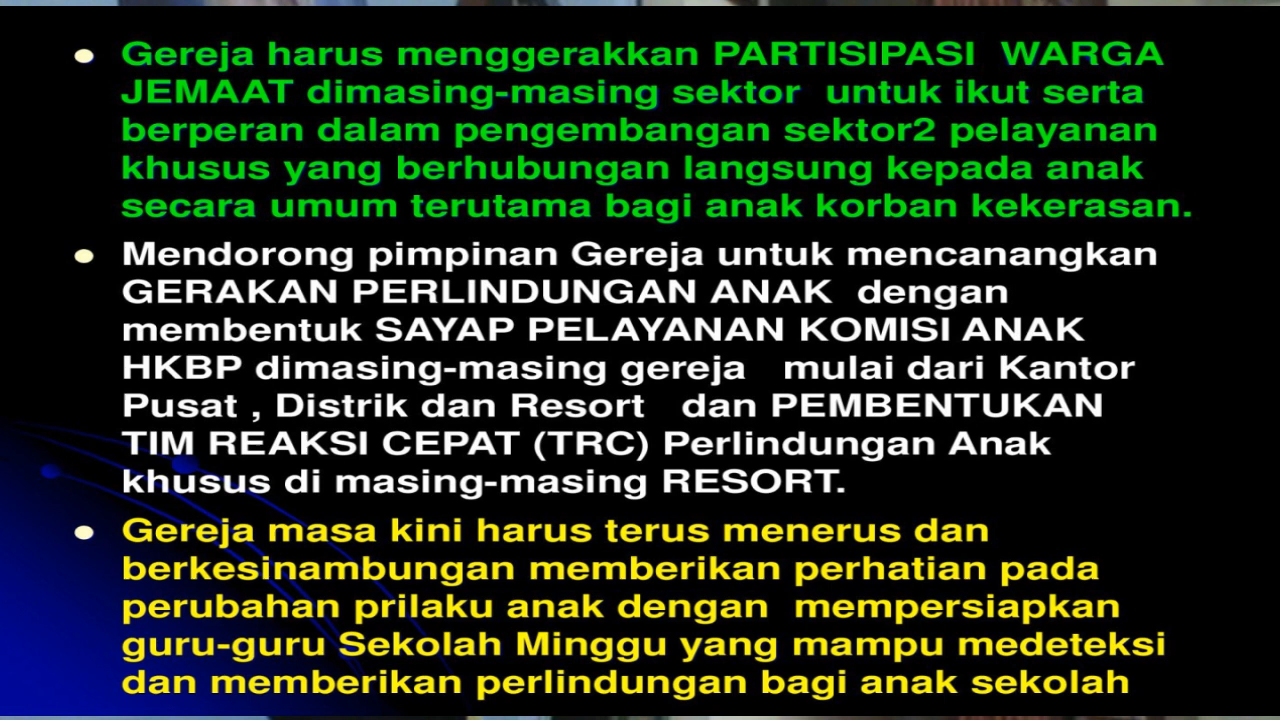 • Gereja harus menggerakkan PARTISIPASI WARGA
JEMAAT dimasing-masing sektor untuk ikut serta
berperan dalam pengembangan sektor2 pelayanan
khusus yang berhubungan langsung kepada anak
secara umum terutama bagi anak korban kekerasan.
• Mendorong pimpinan Gereja untuk mencanangkan
GERAKAN PERLINDUNGAN ANAK dengan
membentuk SAYAP PELAYANAN KOMISI ANAK
HKBP dimasing-masing gereja mulai dari Kantor
Pusat , Distrik dan Resort dan PEMBENTUKAN
TIM REAKSI CEPAT (TRC) Perlindungan Anak
khusus di masing-masing RESORT.
• Gereja masa kini harus terus menerus dan
berkesinambungan memberikan perhatian pada
perubahan prilaku anak dengan mempersiapkan
guru-guru Sekolah Minggu yang mampu medeteksi
dan memberikan perlindungan bagi anak sekolah